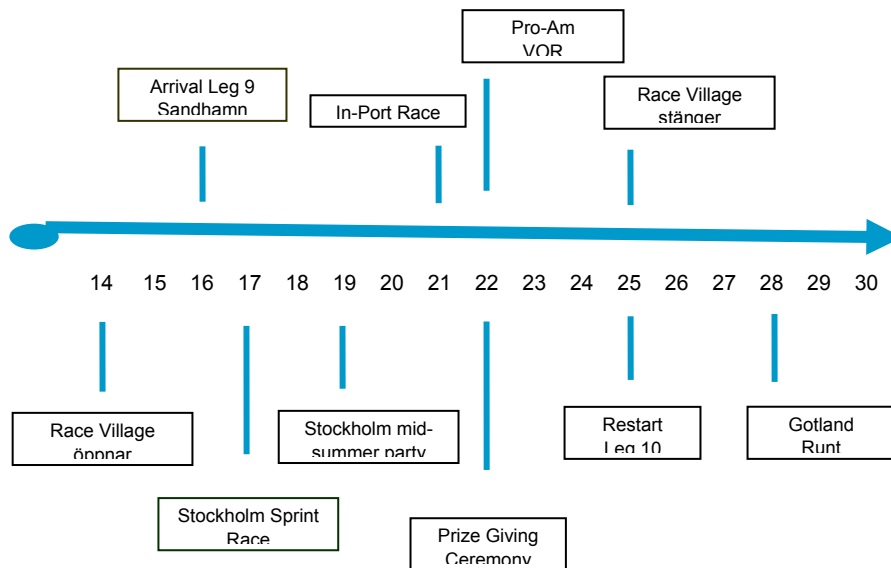 Pro-Am
VOR
Arrival Leg 9
Sandhamn
In-Port Race
Race Village
stänger
14 15 16 17 18 19 20 21 22 23 24 25 26 27 28 29 30
Race Village
öppnar
Stockholm mid-
summer party
Restart
Leg 10
Gotland
Runt
Stockholm Sprint
Race
Prize Giving
Ceremony